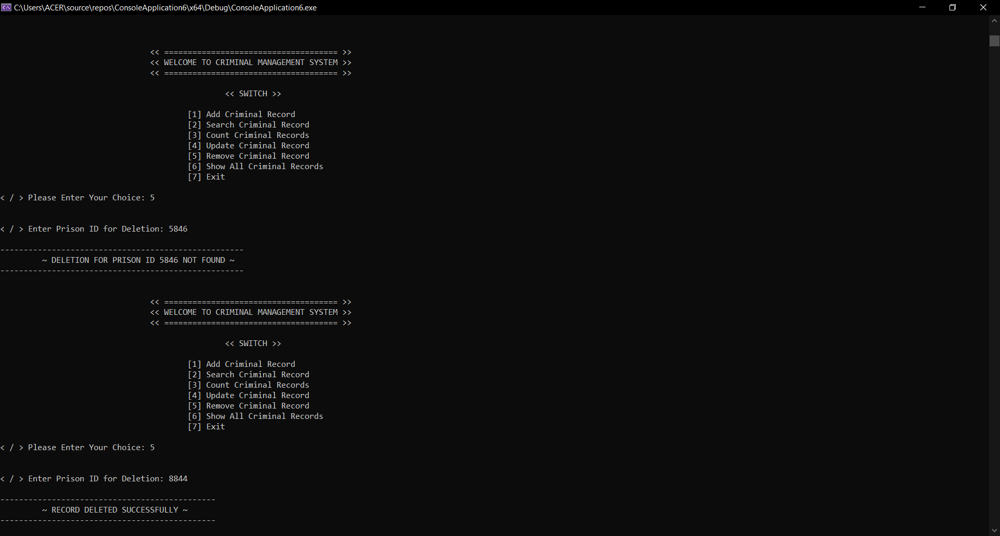 C:\Users\ACER\source\repos\ConsoleApplication6\x64\Debug\ConsoleApplication6.exe
<< ===================================== >>
<< WELCOME TO CRIMINAL MANAGEMENT SYSTEM >>
<< ===================================== >>
<< SWITCH >>
[1] Add Criminal Record
[2] Search Criminal Record
[3] Count Criminal Records
[4] Update Criminal Record
[5] Remove Criminal Record
[6] Show All Criminal Records
[7] Exit
< / > Please Enter Your Choice: 5
< / > Enter Prison ID for Deletion: 5846
----------------------------------------------------
~ DELETION FOR PRISON ID 5846 NOT FOUND ~
----------------------------------------------------
<< ===================================== >>
<< WELCOME TO CRIMINAL MANAGEMENT SYSTEM >>
<< ===================================== >>
<< SWITCH >>
[1] Add Criminal Record
[2] Search Criminal Record
[3] Count Criminal Records
[4] Update Criminal Record
[5] Remove Criminal Record
[6] Show All Criminal Records
[7] Exit
< / > Please Enter Your Choice: 5
< / > Enter Prison ID for Deletion: 8844
----------------------------------------------
~ RECORD DELETED SUCCESSFULLY ~
----------------------------------------------